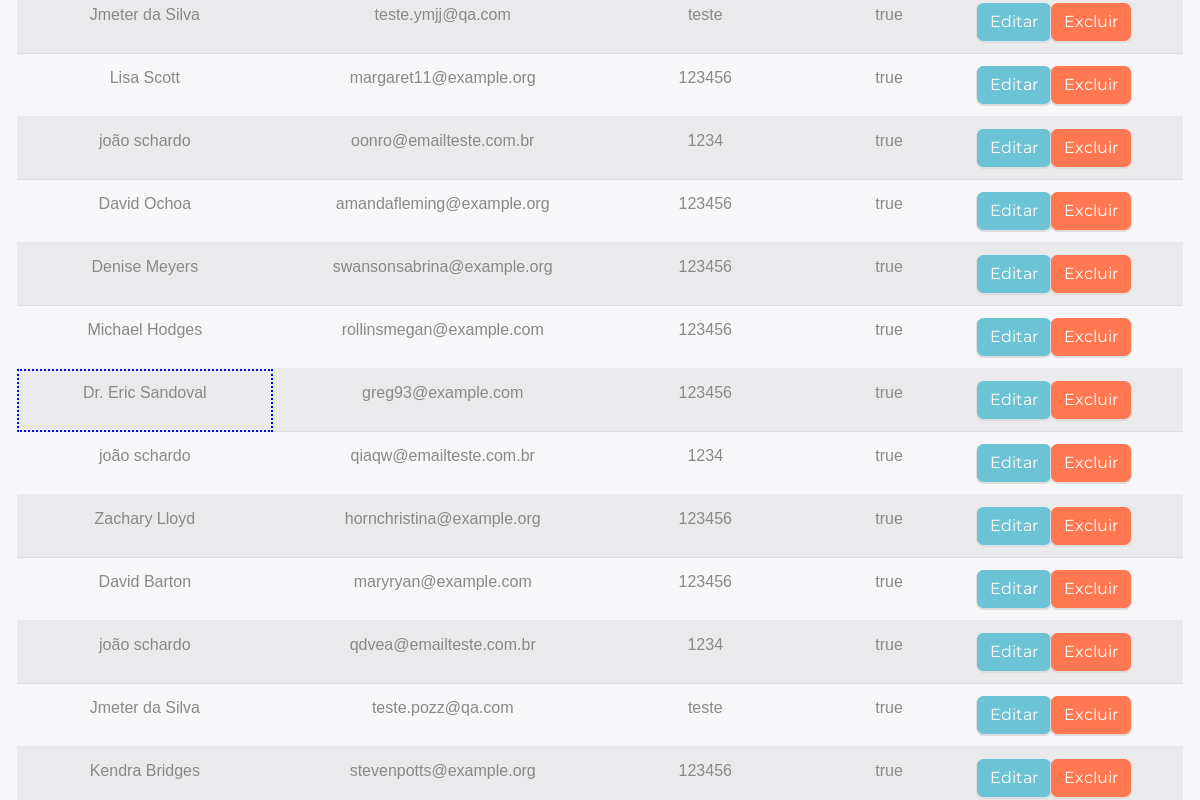 Jmeter da Silva teste.ymjj@qa.com teste true Editar Excluir
Lisa Scott margaret11@example.org 123456 true Editar Excluir
joão schardo oonro@emailteste.com.br 1234 true Editar Excluir
David Ochoa amandafleming@example.org 123456 true Editar Excluir
Denise Meyers swansonsabrina@example.org 123456 true Editar Excluir
Michael Hodges rollinsmegan@example.com 123456 true Editar Excluir
Dr. Eric Sandoval greg93@example.com 123456 true Editar Excluir
joão schardo qiaqw@emailteste.com.br 1234 true Editar Excluir
Zachary Lloyd hornchristina@example.org 123456 true Editar Excluir
David Barton maryryan@example.com 123456 true Editar Excluir
joão schardo qdvea@emailteste.com.br 1234 true Editar Excluir
Jmeter da Silva teste.pozz@qa.com teste true Editar Excluir
Kendra Bridges stevenpotts@example.org 123456 true Editar Excluir